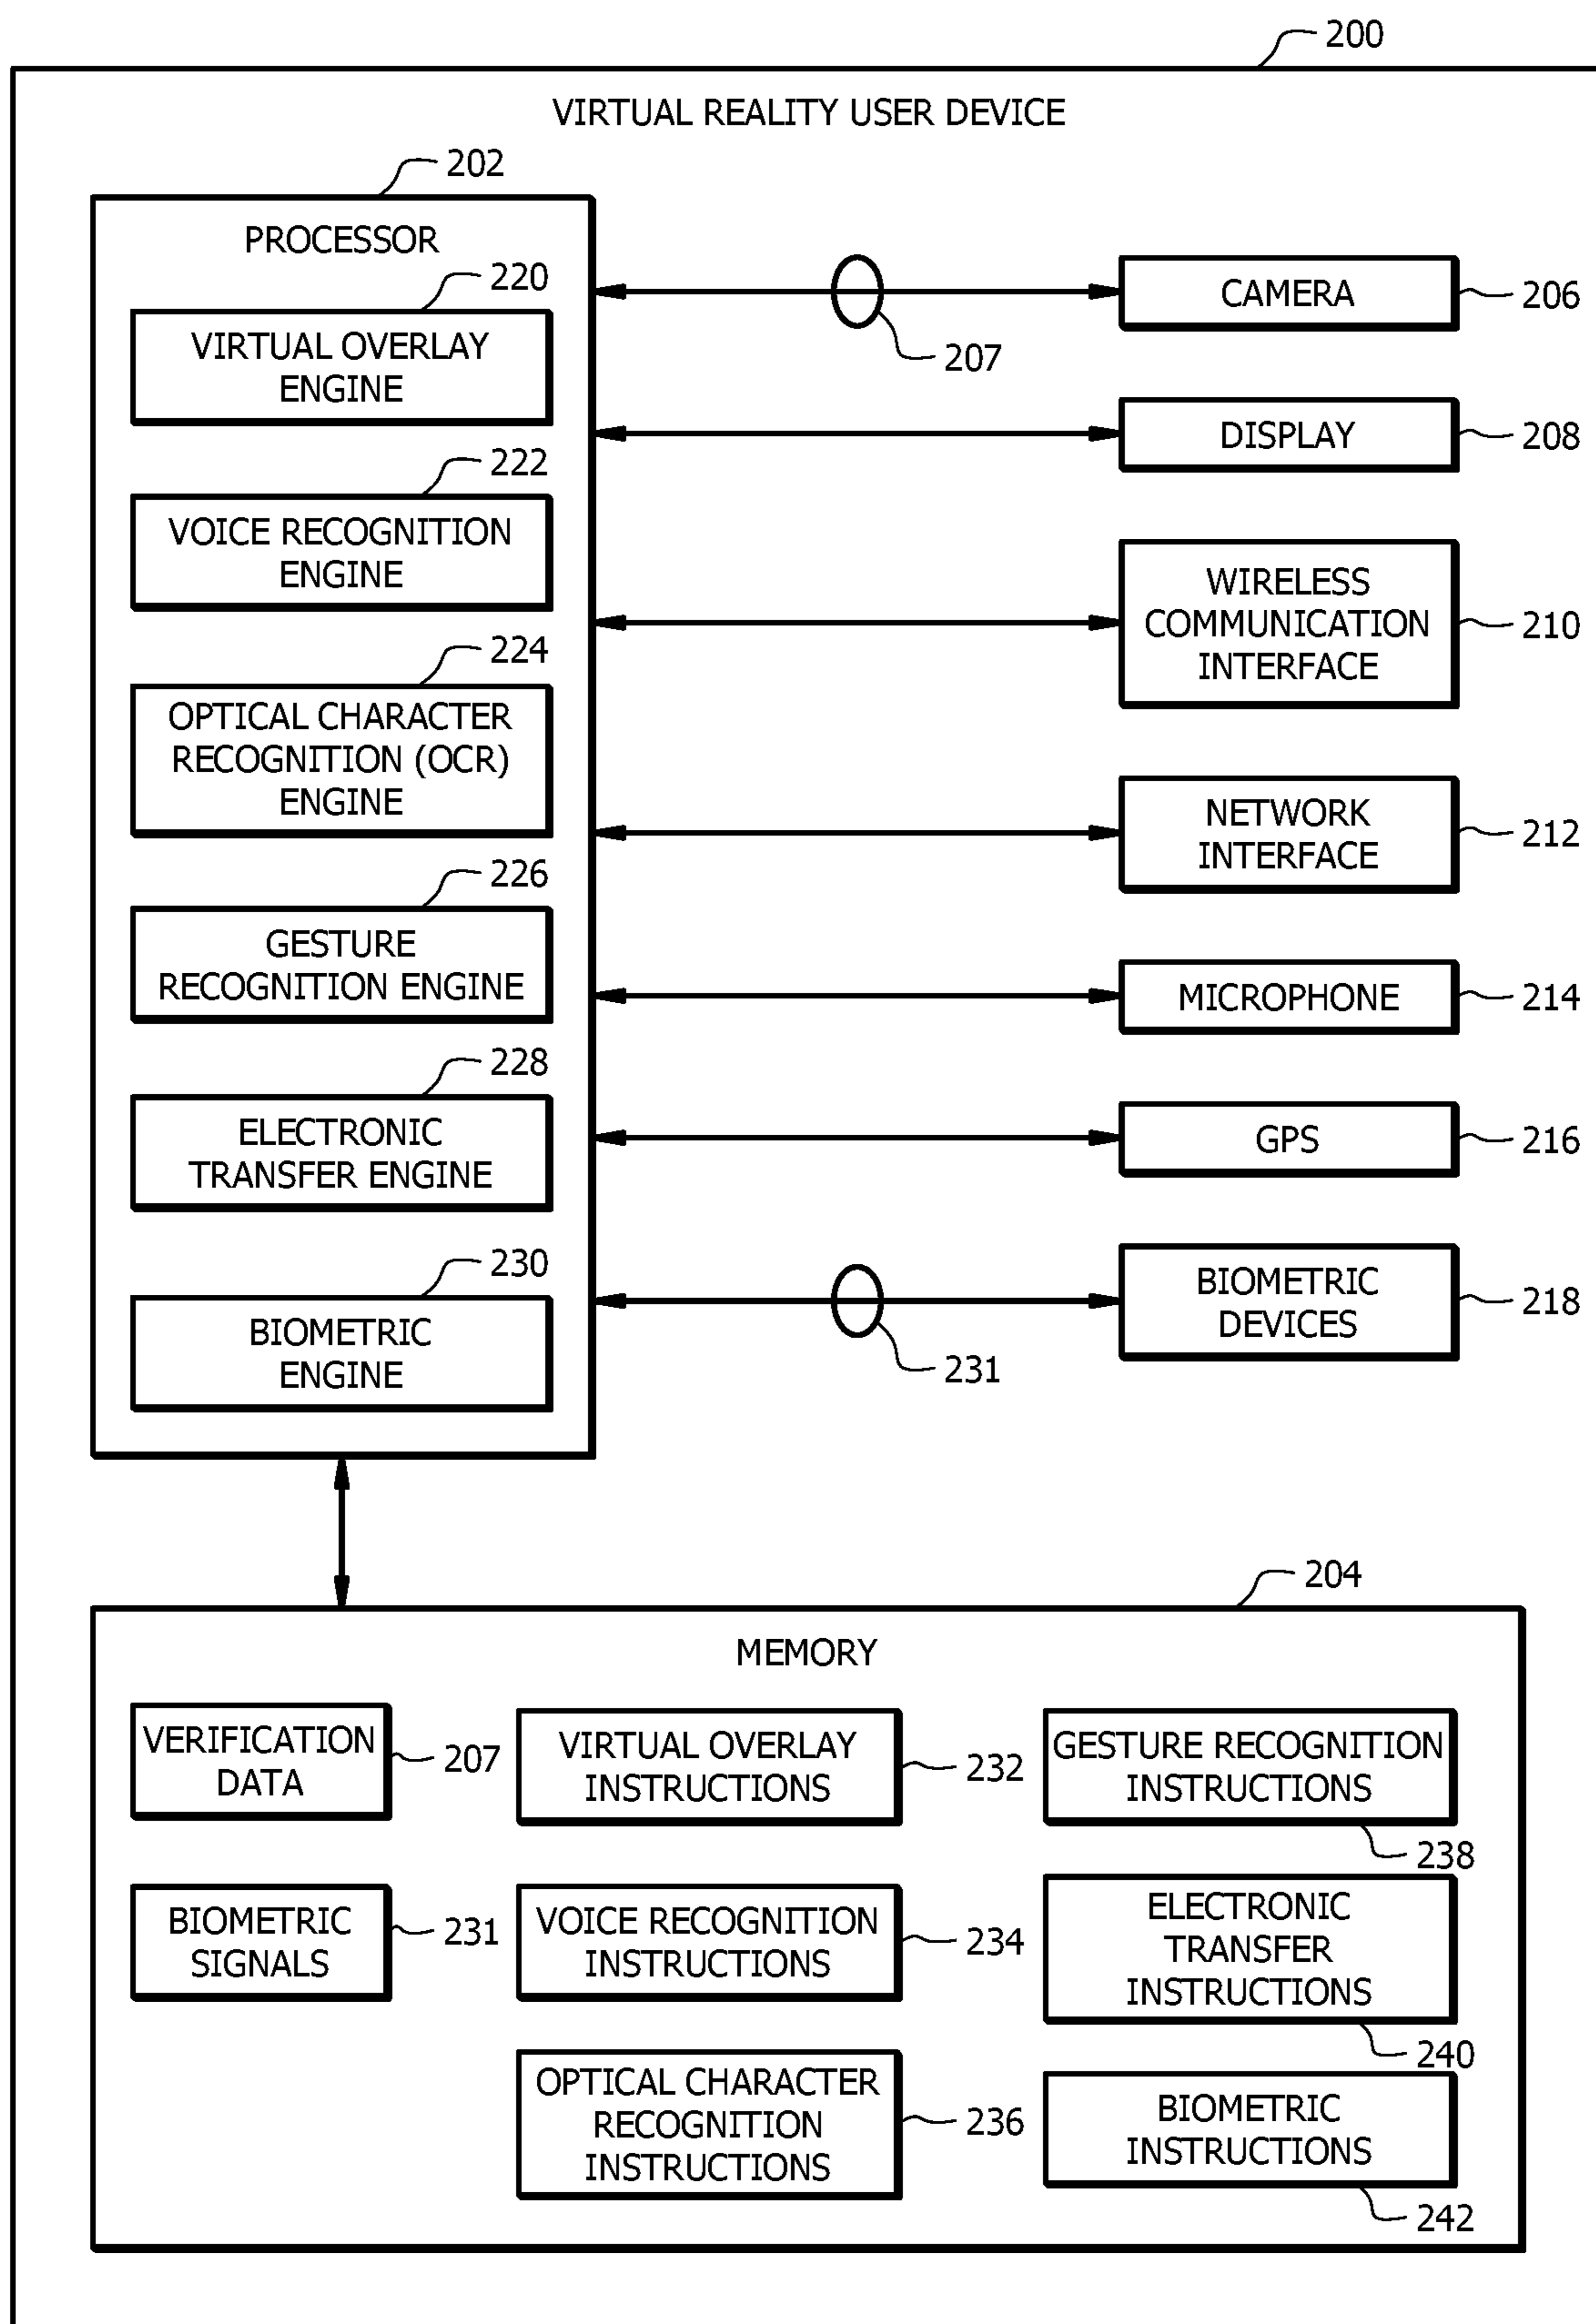 200
VIRTUAL REALITY USER DEVICE
202
PROCESSOR
220
VIRTUAL OVERLAY
ENGINE
222
VOICE RECOGNITION
ENGINE
224
OPTICAL CHARACTER
RECOGNITION (OCR)
ENGINE
226
GESTURE
RECOGNITION ENGINE
228
ELECTRONIC
TRANSFER ENGINE
230
BIOMETRIC
ENGINE
CAMERA
206
207
DISPLAY
208
WIRELESS
COMMUNICATION
INTERFACE
210
NETWORK
INTERFACE
212
MICROPHONE
214
GPS
216
BIOMETRIC
DEVICES
218
231
204
MEMORY
VERIFICATION
DATA
207
BIOMETRIC
SIGNALS
231
VIRTUAL OVERLAY
INSTRUCTIONS
232
VOICE RECOGNITION
INSTRUCTIONS
234
OPTICAL CHARACTER
RECOGNITION
INSTRUCTIONS
236
GESTURE RECOGNITION
INSTRUCTIONS
238
ELECTRONIC
TRANSFER
INSTRUCTIONS
240
BIOMETRIC
INSTRUCTIONS
242